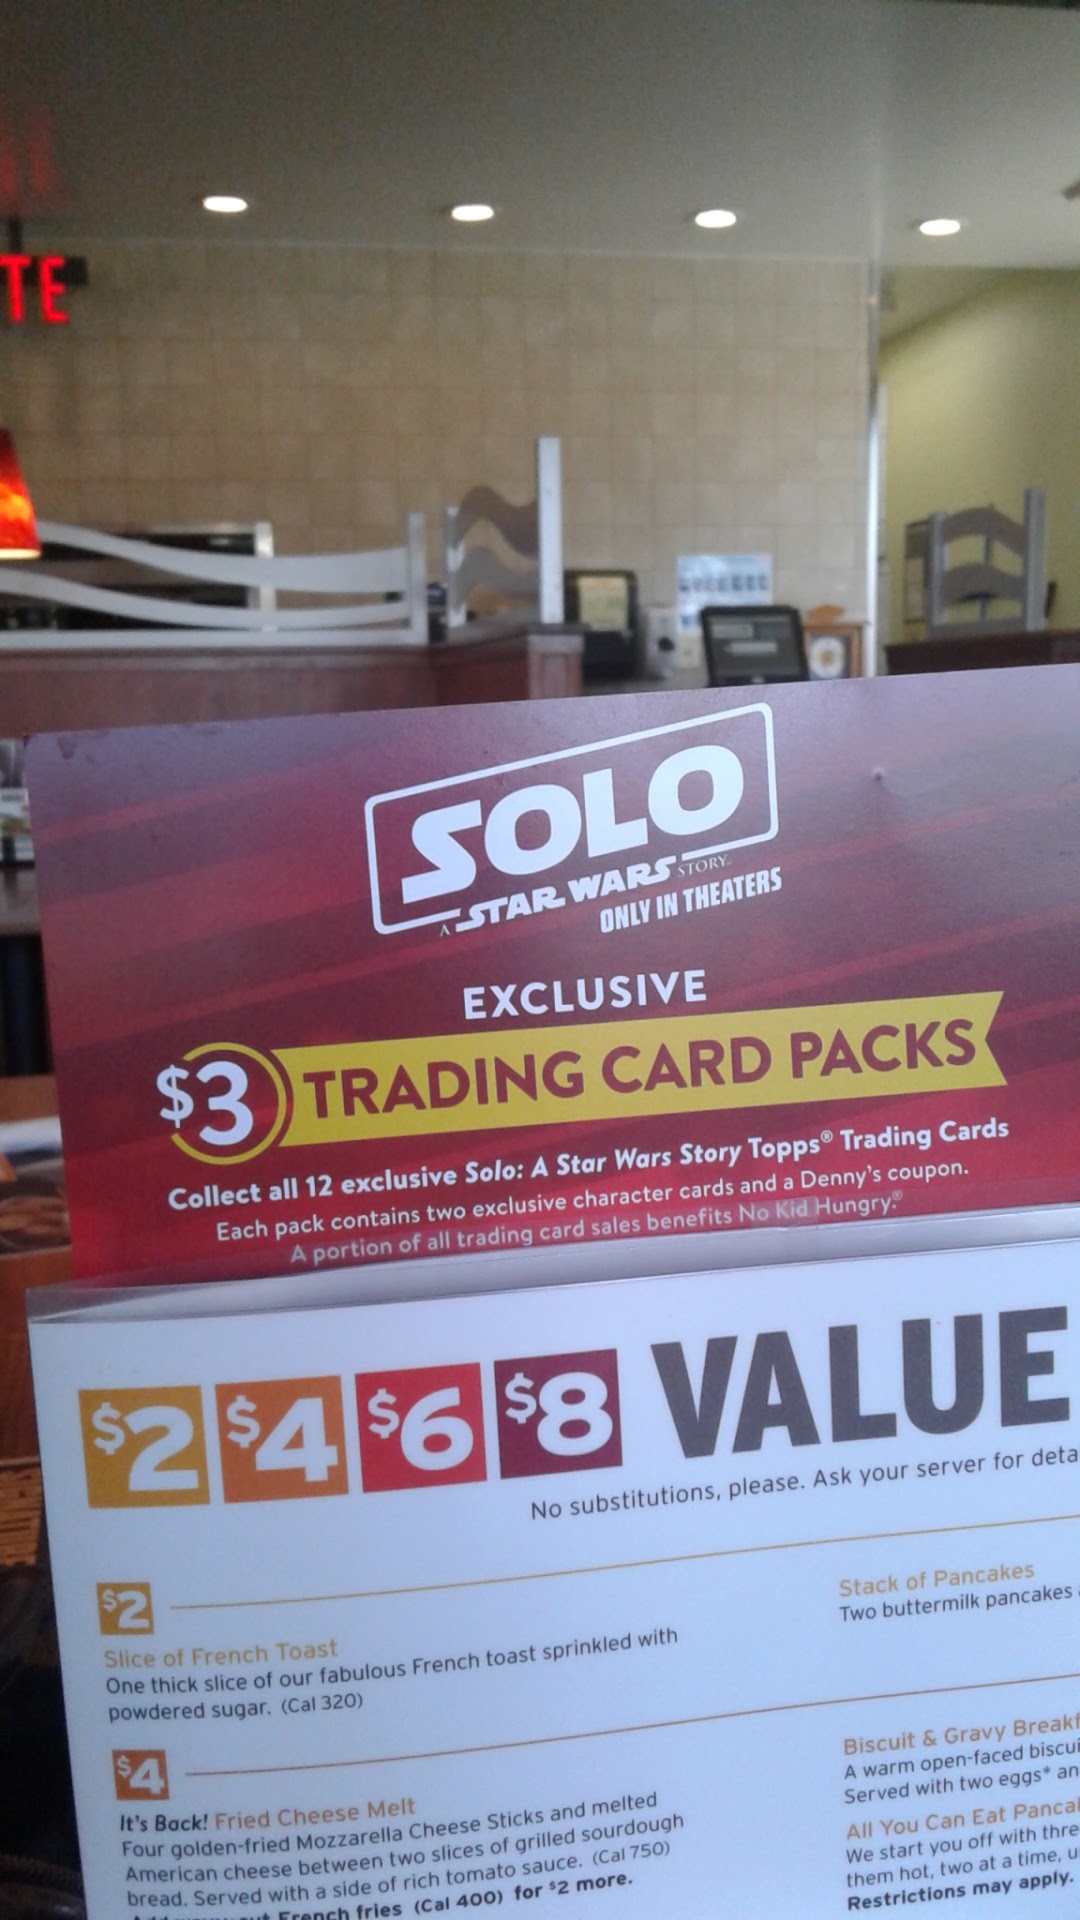 TE
SOLO
A STAR WARS STORY
ONLY IN THEATERS
EXCLUSIVE
$3 TRADING CARD PACKS
Collect all 12 exclusive Solo: A Star Wars Story Topps® Trading Cards
Each pack contains two exclusive character cards and a Denny's coupon.
A portion of all trading card sales benefits No Kid Hungry.®
$2 $4 $6 $8 VALUE
No substitutions, please. Ask your server for deta
$2
Slice of French Toast
One thick slice of our fabulous French toast sprinkled with
powdered sugar. (Cal 320)
Stack of Pancakes
Two buttermilk pancakes
$4
It's Back! Fried Cheese Melt
Four golden-fried Mozzarella Cheese Sticks and melted
American cheese between two slices of grilled sourdough
bread. Served with a side of rich tomato sauce. (Cal 750)
French fries (Cal 400) for $2 more.
Biscuit & Gravy Breakf
A warm open-faced biscui
Served with two eggs* an
All You Can Eat Pancak
We start you off with thre
them hot, two at a time, u
Restrictions may apply.